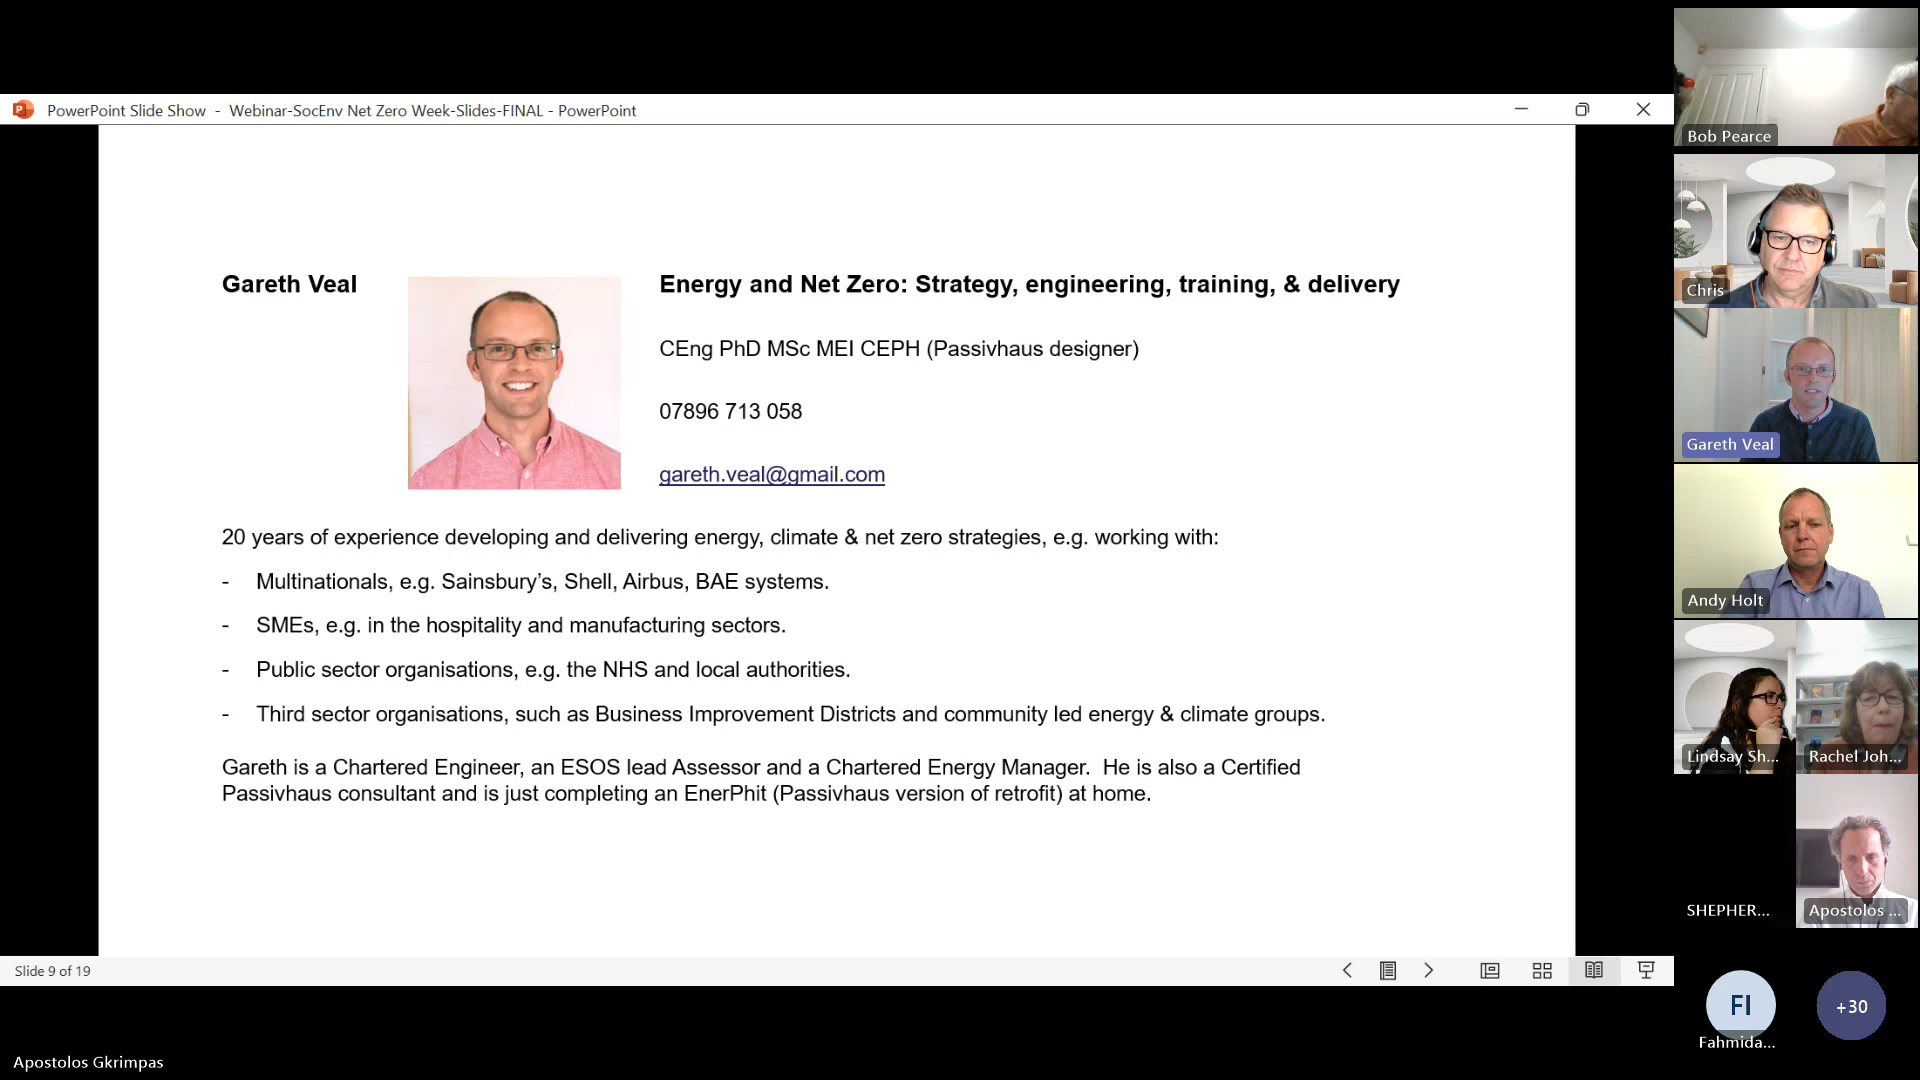 PowerPoint Slide Show - Webinar-SocEnv Net Zero Week-Slides-FINAL - PowerPoint
Gareth Veal
Energy and Net Zero: Strategy, engineering, training, & delivery
CEng PhD MSc MEI CEPH (Passivhaus designer)
07896 713 058
gareth.veal@gmail.com
20 years of experience developing and delivering energy, climate & net zero strategies, e.g. working with:
- Multinationals, e.g. Sainsbury’s, Shell, Airbus, BAE systems.
- SMEs, e.g. in the hospitality and manufacturing sectors.
- Public sector organisations, e.g. the NHS and local authorities.
- Third sector organisations, such as Business Improvement Districts and community led energy & climate groups.
Gareth is a Chartered Engineer, an ESOS lead Assessor and a Chartered Energy Manager. He is also a Certified
Passivhaus consultant and is just completing an EnerPhit (Passivhaus version of retrofit) at home.
Slide 9 of 19
Apostolos Gkrimpas
Bob Pearce
Chris
Gareth Veal
Andy Holt
Lindsay Sh...
Rachel Joh...
SHEPHER...
Apostolos ...
FI
Fahmida...
+30